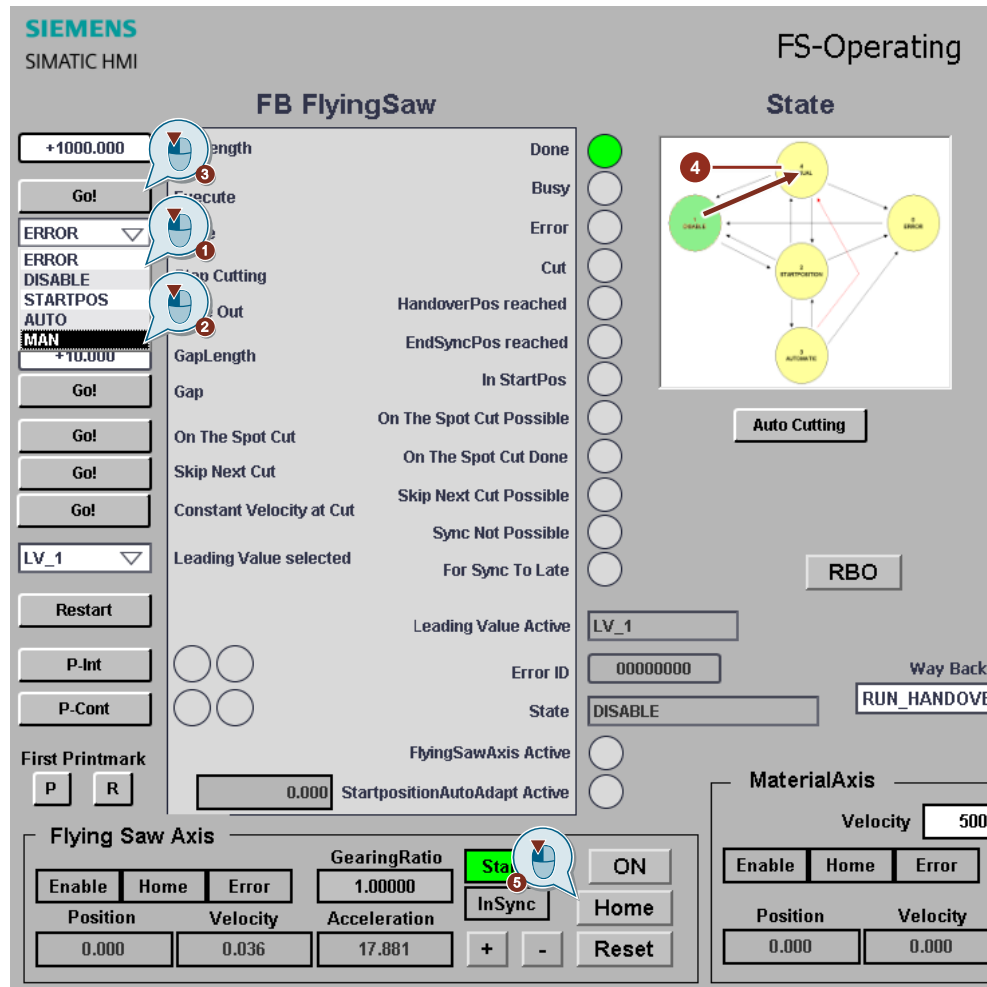 SIEMENS
SIMATIC HMI
FS-Operating
FB FlyingSaw
State
+1000.000
3
ength
Done
Go!
Execute
Busy
ERROR
1
Error
ERROR
DISABLE
STARTPOS
AUTO
MAN
2
Cutting
Out
Cut
HandoverPos reached
EndSyncPos reached
+10.000
GapLength
In StartPos
Go!
Gap
On The Spot Cut Possible
Go!
On The Spot Cut
On The Spot Cut Done
Go!
Skip Next Cut
Skip Next Cut Possible
Go!
Constant Velocity at Cut
Sync Not Possible
LV_1
Leading Value selected
For Sync To Late
4
DISABLE
STARTPOSITION
AUTOMATIC
ERROR
Auto Cutting
RBO
Restart
Leading Value Active
LV_1
P-Int
Error ID
00000000
Way Back
P-Cont
State
DISABLE
RUN_HANDOVE
First Printmark
P
R
FlyingSawAxis Active
0.000
StartpositionAutoAdapt Active
Flying Saw Axis
Enable
Home
Error
GearingRatio
1.00000
Sta
5
InSync
ON
Home
Reset
Position
0.000
Velocity
0.036
Acceleration
17.881
+
-
MaterialAxis
Velocity
500
Enable
Home
Error
Position
0.000
Velocity
0.000